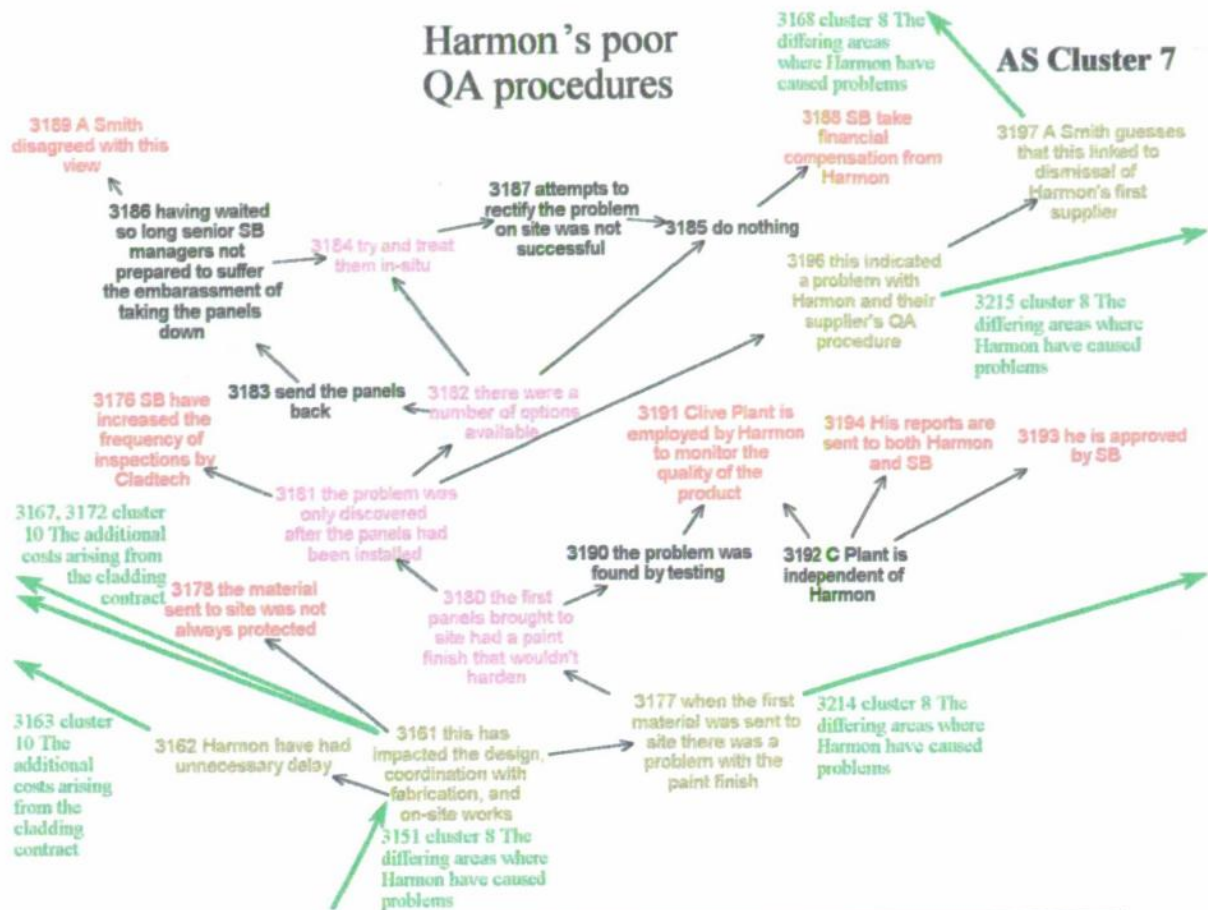 Harmon's poor
QA procedures
AS Cluster 7
3168 cluster 8 The
differing areas
where Harmon have
caused problems
3189 A Smith
disagreed with this
view
3188 SB take
financial
compensation from
Harmon
3197 A Smith guesses
that this linked to
dismissal of
Harmon's first
supplier
3186 having waited
so long senior SB
managers not
prepared to suffer
the embarassment of
taking the panels
down
3184 try and treat
them in-situ
3187 attempts to
rectify the problem
on site was not
successful
3185 do nothing
3196 this indicated
a problem with
Harmon and their
supplier's QA
procedure
3215 cluster 8 The
differing areas where
Harmon have caused
problems
3183 send the panels
back
3182 there were a
number of options
available
3176 SB have
increased the
frequency of
inspections by
Cladtech
3191 Clive Plant is
employed by Harmon
to monitor the
quality of the
product
3194 His reports are
sent to both Harmon
and SB
3193 he is approved
by SB
3181 the problem was
only discovered
after the panels had
been installed
3167, 3172 cluster
10 The additional
costs arising from
the cladding
contract
3190 the problem was
found by testing
3192 C Plant is
independent of
Harmon
3178 the material
sent to site was not
always protected
3180 the first
panels brought to
site had a paint
finish that wouldn't
harden
3163 cluster
10 The
additional
costs arising
from the
cladding
contract
3162 Harmon have had
unnecessary delay
3161 this has
impacted the design,
coordination with
fabrication, and
on-site works
3177 when the first
material was sent to
site there was a
problem with the
paint finish
3214 cluster 8 The
differing areas where
Harmon have caused
problems
3151 cluster 8 The
differing areas where
Harmon have caused
problems